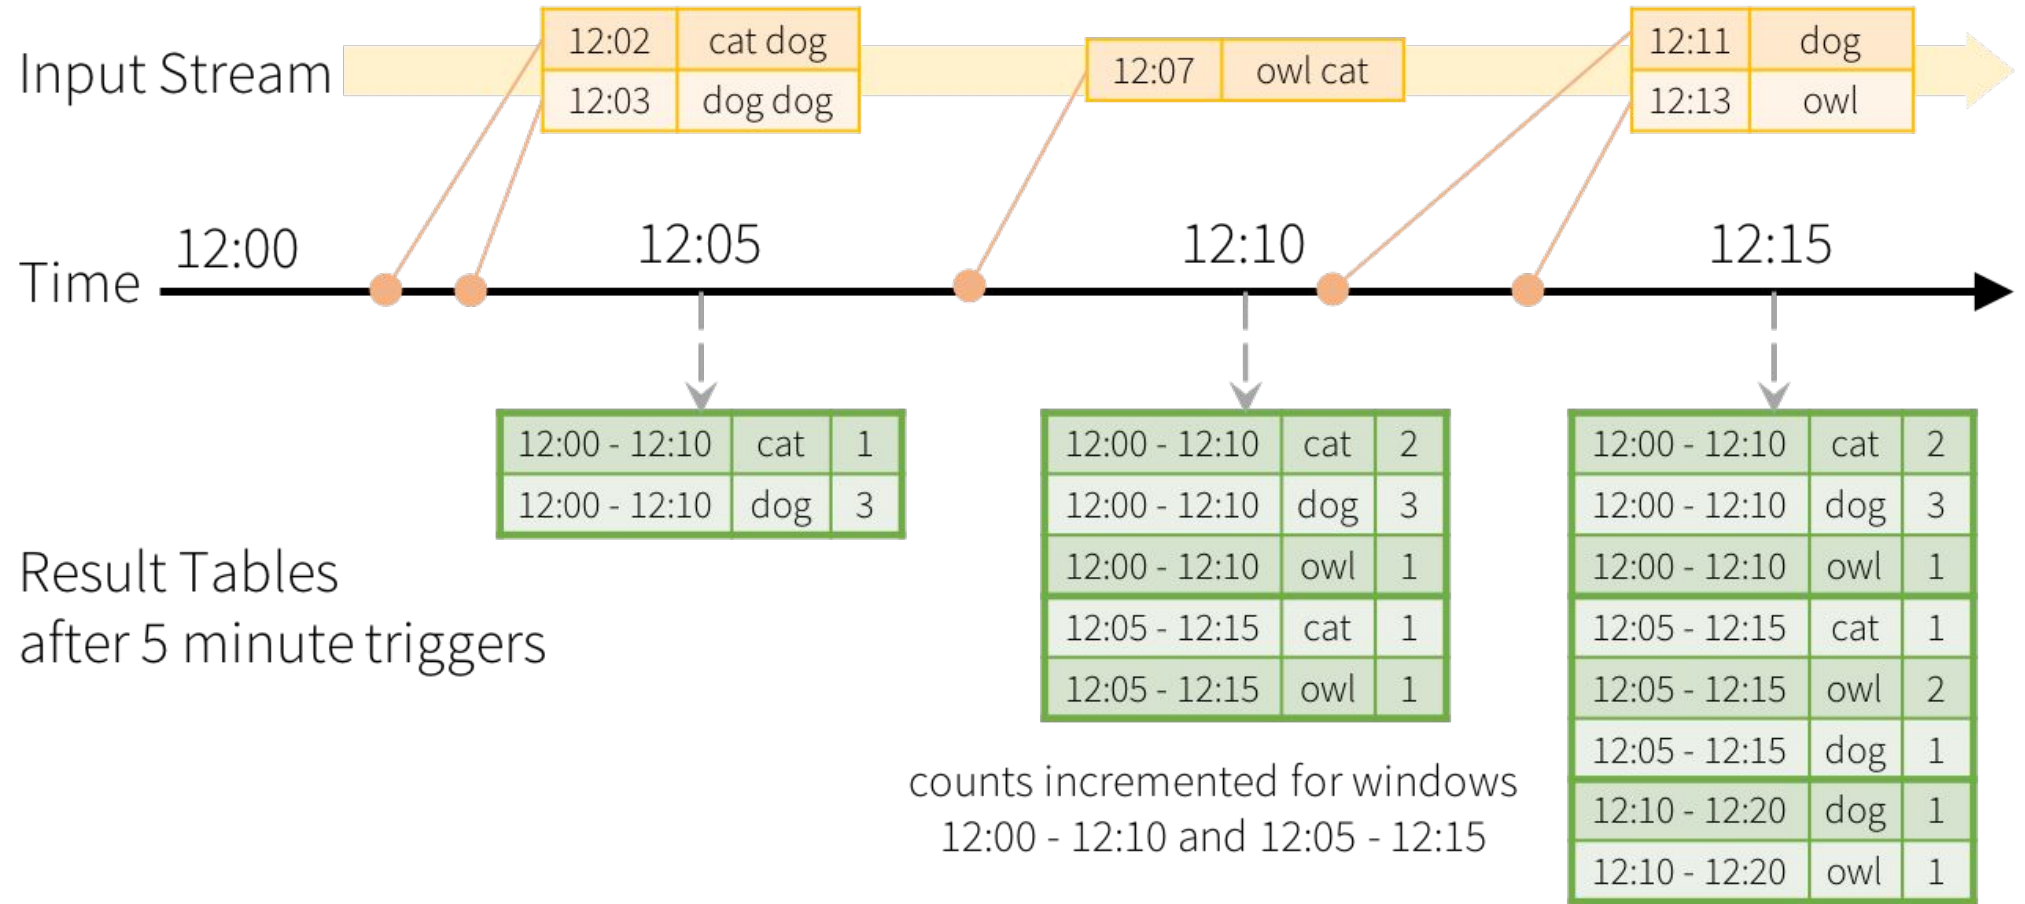 Input Stream
12:02 cat dog
12:03 dog dog
12:07 owl cat
12:11 dog
12:13 owl
Time
12:00 12:05 12:10 12:15
Result Tables
after 5 minute triggers
12:00 - 12:10 cat 1
12:00 - 12:10 dog 3
12:00 - 12:10 cat 2
12:00 - 12:10 dog 3
12:00 - 12:10 owl 1
12:05 - 12:15 cat 1
12:05 - 12:15 owl 1
counts incremented for windows
12:00 - 12:10 and 12:05 - 12:15
12:00 - 12:10 cat 2
12:00 - 12:10 dog 3
12:00 - 12:10 owl 1
12:05 - 12:15 cat 1
12:05 - 12:15 owl 2
12:05 - 12:15 dog 1
12:10 - 12:20 dog 1
12:10 - 12:20 owl 1